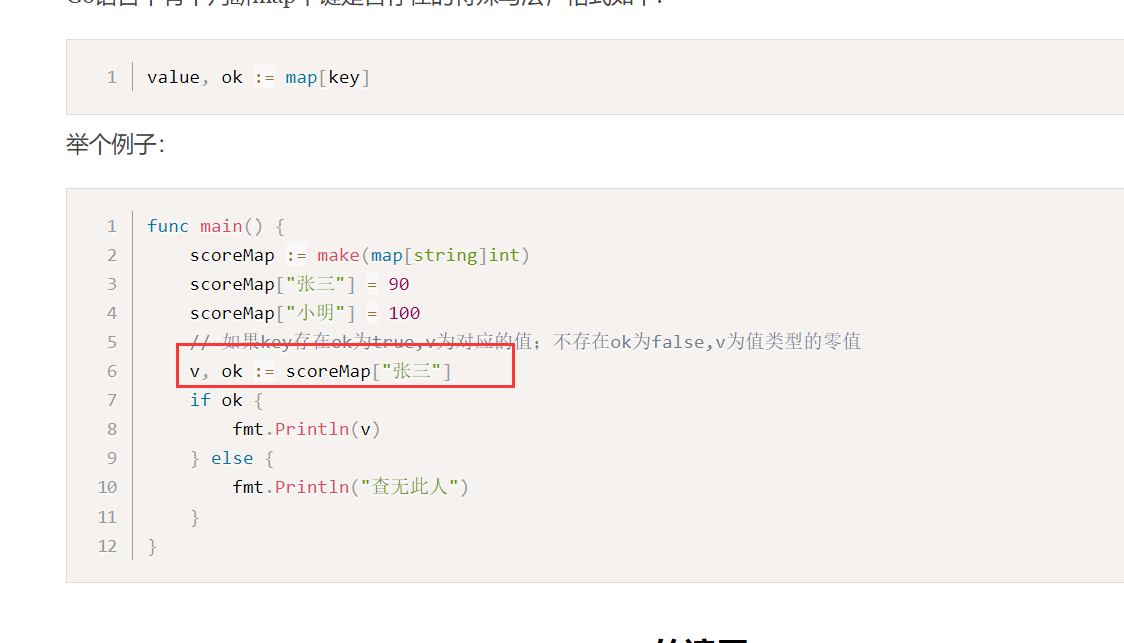 1 value, ok := map[key]
举个例子：
1 func main() {
2 scoreMap := make(map[string]int)
3 scoreMap["张三"] = 90
4 scoreMap["小明"] = 100
5 // 如果key存在ok为true,v为对应的值；不存在ok为false,v为值类型的零值
6 v, ok := scoreMap["张三"]
7 if ok {
8 fmt.Println(v)
9 } else {
10 fmt.Println("查无此人")
11 }
12 }